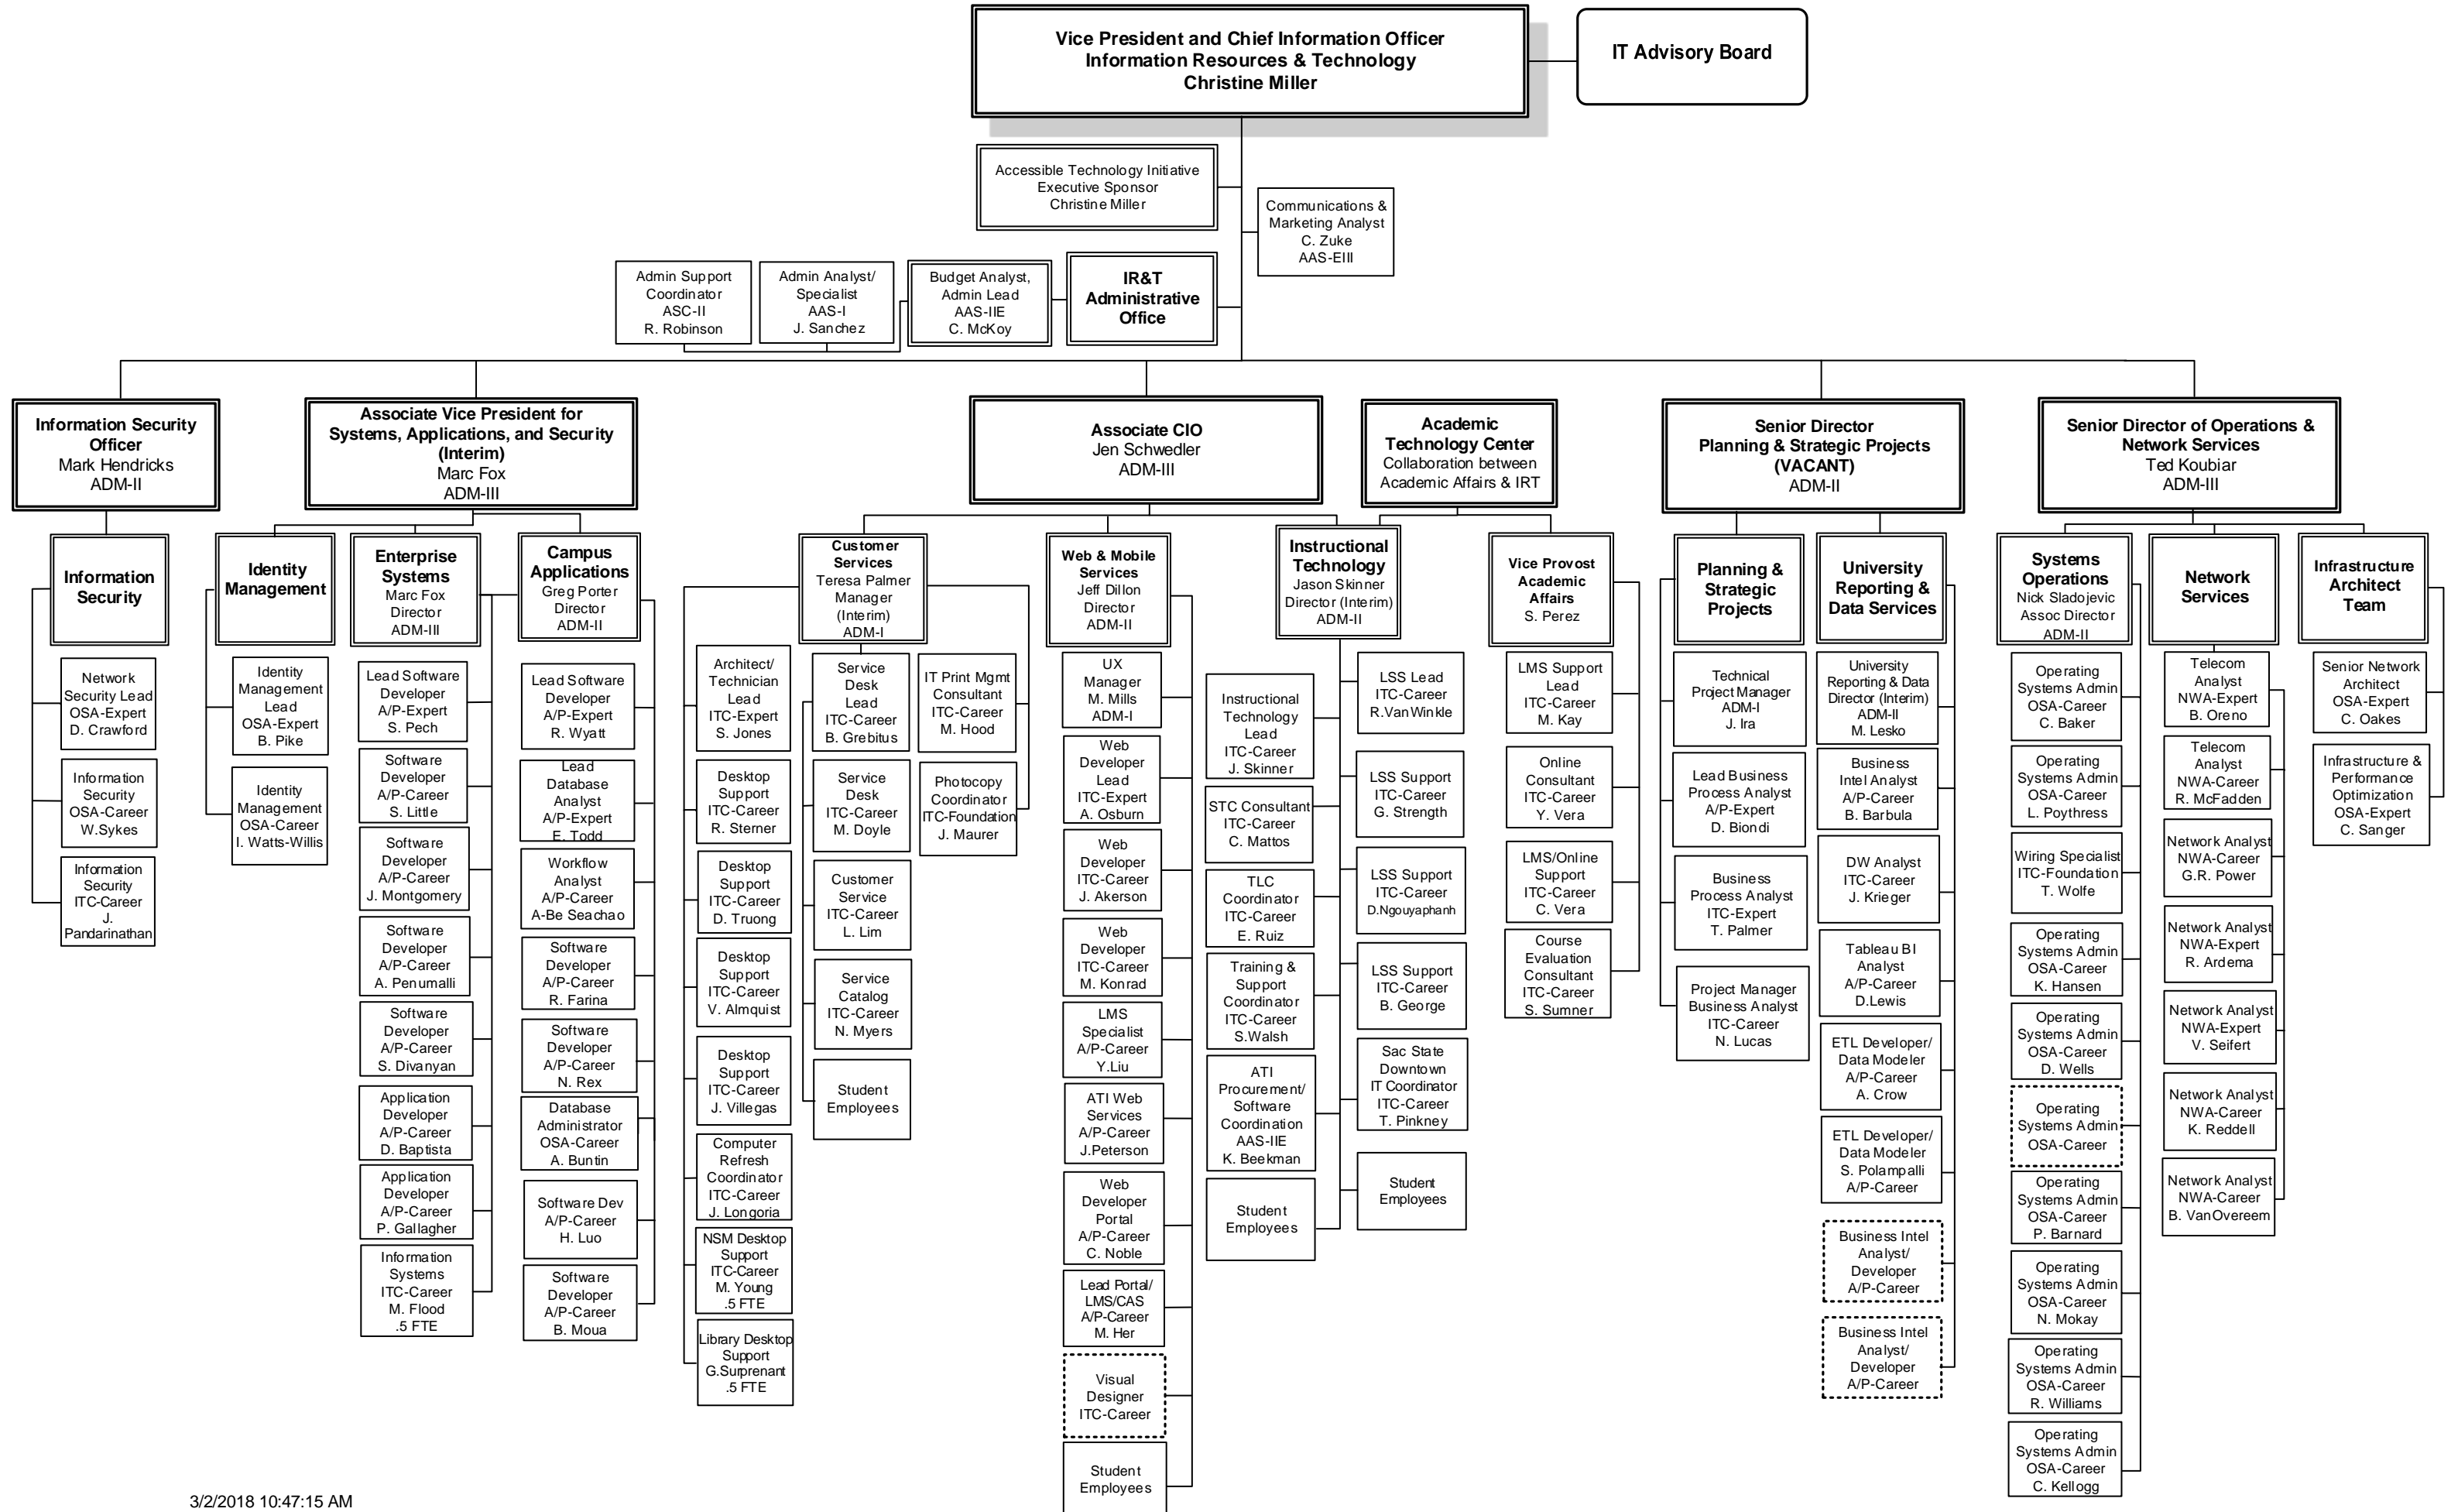 Vice President and Chief Information Officer
Information Resources & Technology
Christine Miller
IT Advisory Board
Accessible Technology Initiative
Executive Sponsor
Christine Miller
Communications &
Marketing Analyst
C. Zuke
AAS-EIII
Admin Support
Coordinator
ASC-II
R. Robinson
Admin Analyst/
Specialist
AAS-I
J. Sanchez
Budget Analyst,
Admin Lead
AAS-IIE
C. McKoy
IR&T
Administrative
Office
Information Security
Officer
Mark Hendricks
ADM-II
Associate Vice President for
Systems, Applications, and Security
(Interim)
Marc Fox
ADM-III
Associate CIO
Jen Schwedler
ADM-III
Academic
Technology Center
Collaboration between
Academic Affairs & IRT
Senior Director
Planning & Strategic Projects
(VACANT)
ADM-II
Senior Director of Operations &
Network Services
Ted Koubiar
ADM-III
Information
Security
Network
Security Lead
OSA-Expert
D. Crawford
Information
Security
OSA-Career
W.Sykes
Information
Security
ITC-Career
J.
Pandarinathan
Identity
Management
Identity
Management
Lead
OSA-Expert
B. Pike
Identity
Management
OSA-Career
I. Watts-Willis
Enterprise
Systems
Marc Fox
Director
ADM-III
Lead Software
Developer
A/P-Expert
S. Pech
Software
Developer
A/P-Career
S. Little
Software
Developer
A/P-Career
J. Montgomery
Software
Developer
A/P-Career
A. Penumalli
Software
Developer
A/P-Career
S. Divanyan
Application
Developer
A/P-Career
D. Baptista
Application
Developer
A/P-Career
P. Gallagher
Information
Systems
ITC-Career
M. Flood
.5 FTE
Campus
Applications
Greg Porter
Director
ADM-II
Lead Software
Developer
A/P-Expert
R. Wyatt
Lead
Database
Analyst
A/P-Expert
E. Todd
Workflow
Analyst
A/P-Career
A-Be Seachao
Software
Developer
A/P-Career
R. Farina
Software
Developer
A/P-Career
N. Rex
Database
Administrator
OSA-Career
A. Buntin
Software Dev
A/P-Career
H. Luo
Software
Developer
A/P-Career
B. Moua
Customer
Services
Teresa Palmer
Manager
(Interim)
ADM-I
Architect/
Technician
Lead
ITC-Expert
S. Jones
Desktop
Support
ITC-Career
R. Sterner
Desktop
Support
ITC-Career
D. Truong
Desktop
Support
ITC-Career
V. Almquist
Desktop
Support
ITC-Career
J. Villegas
Computer
Refresh
Coordinator
ITC-Career
J. Longoria
NSM Desktop
Support
ITC-Career
M. Young
.5 FTE
Library Desktop
Support
G.Surprenant
.5 FTE
Service
Desk
Lead
ITC-Career
B. Grebitus
Service
Desk
ITC-Career
M. Doyle
Customer
Service
ITC-Career
L. Lim
Service
Catalog
ITC-Career
N. Myers
Student
Employees
IT Print Mgmt
Consultant
ITC-Career
M. Hood
Photocopy
Coordinator
ITC-Foundation
J. Maurer
Web & Mobile
Services
Jeff Dillon
Director
ADM-II
UX
Manager
M. Mills
ADM-I
Web
Developer
Lead
ITC-Expert
A. Osburn
Web
Developer
ITC-Career
J. Akerson
Web
Developer
ITC-Career
M. Konrad
LMS
Specialist
A/P-Career
Y.Liu
ATI Web
Services
A/P-Career
J.Peterson
Web
Developer
Portal
A/P-Career
C. Noble
Lead Portal/
LMS/CAS
A/P-Career
M. Her
Visual
Designer
ITC-Career
Student
Employees
Instructional
Technology
Jason Skinner
Director (Interim)
ADM-II
Instructional
Technology
Lead
ITC-Career
J. Skinner
STC Consultant
ITC-Career
C. Mattos
TLC
Coordinator
ITC-Career
E. Ruiz
Training &
Support
Coordinator
ITC-Career
S.Walsh
ATI
Procurement/
Software
Coordination
AAS-IIE
K. Beekman
Student
Employees
LSS Lead
ITC-Career
R.VanWinkle
LSS Support
ITC-Career
G. Strength
LSS Support
ITC-Career
D.Ngouyaphanh
LSS Support
ITC-Career
B. George
Sac State
Downtown
IT Coordinator
ITC-Career
T. Pinkney
Student
Employees
Vice Provost
Academic
Affairs
S. Perez
LMS Support
Lead
ITC-Career
M. Kay
Online
Consultant
ITC-Career
Y. Vera
LMS/Online
Support
ITC-Career
C. Vera
Course
Evaluation
Consultant
ITC-Career
S. Sumner
Planning &
Strategic
Projects
Technical
Project Manager
ADM-I
J. Ira
Lead Business
Process Analyst
A/P-Expert
D. Biondi
Business
Process Analyst
ITC-Expert
T. Palmer
Project Manager
Business Analyst
ITC-Career
N. Lucas
University
Reporting &
Data Services
University
Reporting & Data
Director (Interim)
ADM-II
M. Lesko
Business
Intel Analyst
A/P-Career
B. Barbula
DW Analyst
ITC-Career
J. Krieger
Tableau BI
Analyst
A/P-Career
D.Lewis
ETL Developer/
Data Modeler
A/P-Career
A. Crow
ETL Developer/
Data Modeler
S. Polampalli
A/P-Career
Business Intel
Analyst/
Developer
A/P-Career
Business Intel
Analyst/
Developer
A/P-Career
Systems
Operations
Nick Sladojevic
Assoc Director
ADM-II
Operating
Systems Admin
OSA-Career
C. Baker
Operating
Systems Admin
OSA-Career
L. Poythress
Wiring Specialist
ITC-Foundation
T. Wolfe
Operating
Systems Admin
OSA-Career
K. Hansen
Operating
Systems Admin
OSA-Career
D. Wells
Operating
Systems Admin
OSA-Career
Operating
Systems Admin
OSA-Career
P. Barnard
Operating
Systems Admin
OSA-Career
N. Mokay
Operating
Systems Admin
OSA-Career
R. Williams
Operating
Systems Admin
OSA-Career
C. Kellogg
Network
Services
Telecom
Analyst
NWA-Expert
B. Oreno
Telecom
Analyst
NWA-Career
R. McFadden
Network Analyst
NWA-Career
G.R. Power
Network Analyst
NWA-Expert
R. Ardema
Network Analyst
NWA-Expert
V. Seifert
Network Analyst
NWA-Career
K. Reddell
Network Analyst
NWA-Career
B. VanOvereem
Infrastructure
Architect
Team
Senior Network
Architect
OSA-Expert
C. Oakes
Infrastructure &
Performance
Optimization
OSA-Expert
C. Sanger
3/2/2018 10:47:15 AM